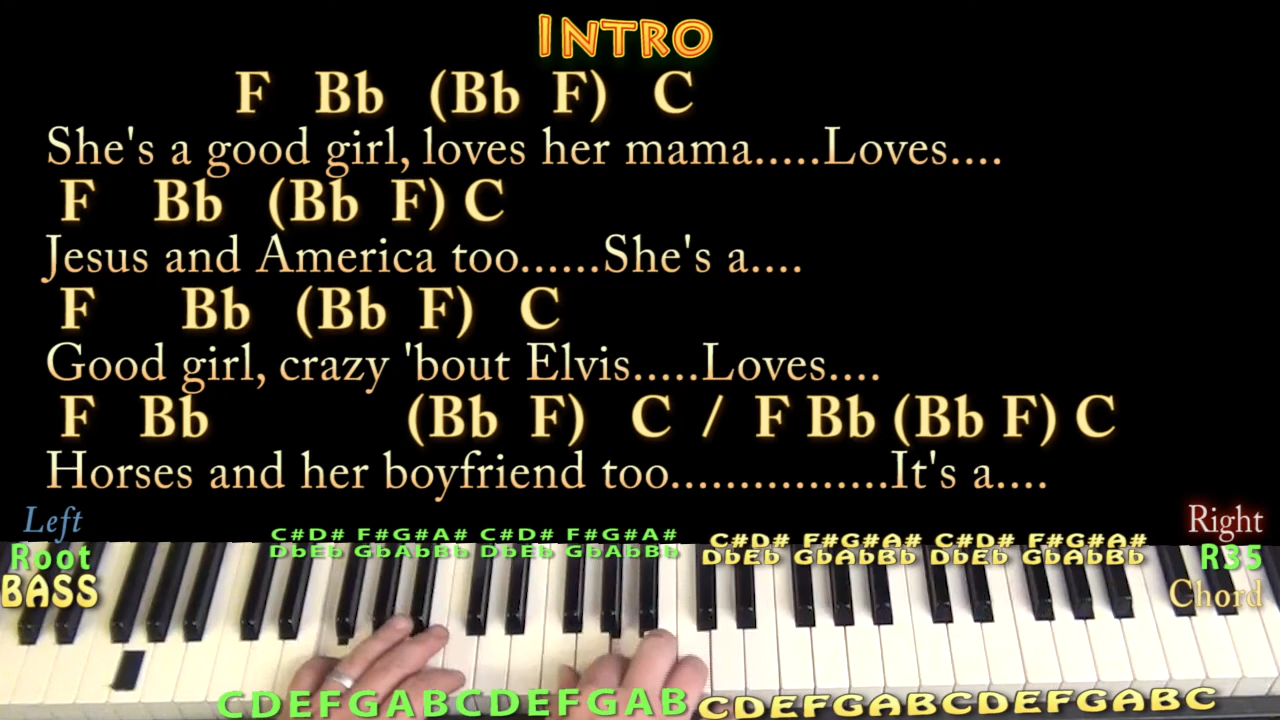 INTRO
F Bb (Bb F) C
She's a good girl, loves her mama.....Loves....
F Bb (Bb F) C
Jesus and America too......She's a....
F Bb (Bb F) C
Good girl, crazy 'bout Elvis.....Loves....
F Bb (Bb F) C / F Bb (Bb F) C
Horses and her boyfriend too................It's a....
Left
Root
BASS
C#D# F#G#A# C#D# F#G#A#
DbEb GbAbBb DbEb GbAbBb
C#D# F#G#A# C#D# F#G#A#
DbEb GbAbBb DbEb GbAbBb
Right
R35
Chord
CDEFGABCDEFGAB
CDEFGABCDEFGABC